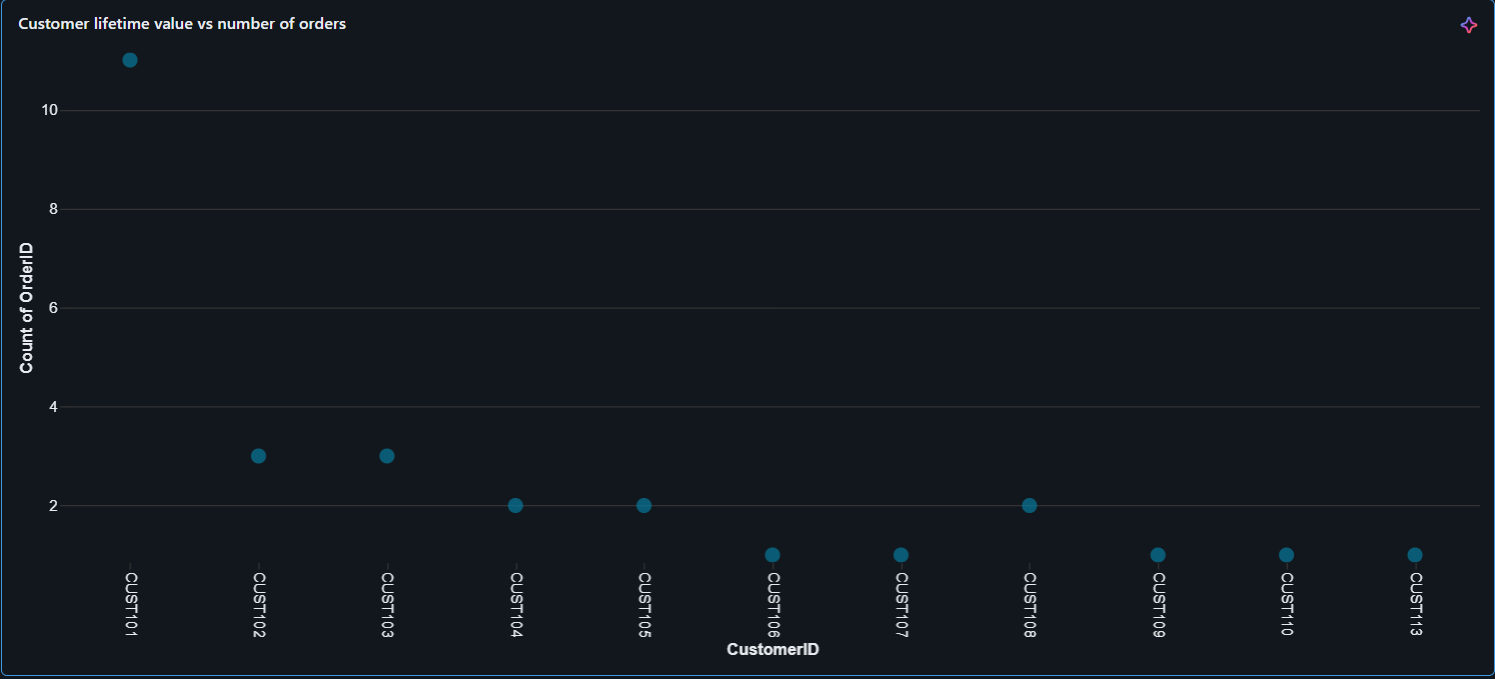 Customer lifetime value vs number of orders
10
8
6
4
2
Count of OrderID
CUST101
CUST102
CUST103
CUST104
CUST105
CUST106
CUST107
CUST108
CUST109
CUST110
CUST113
CustomerID